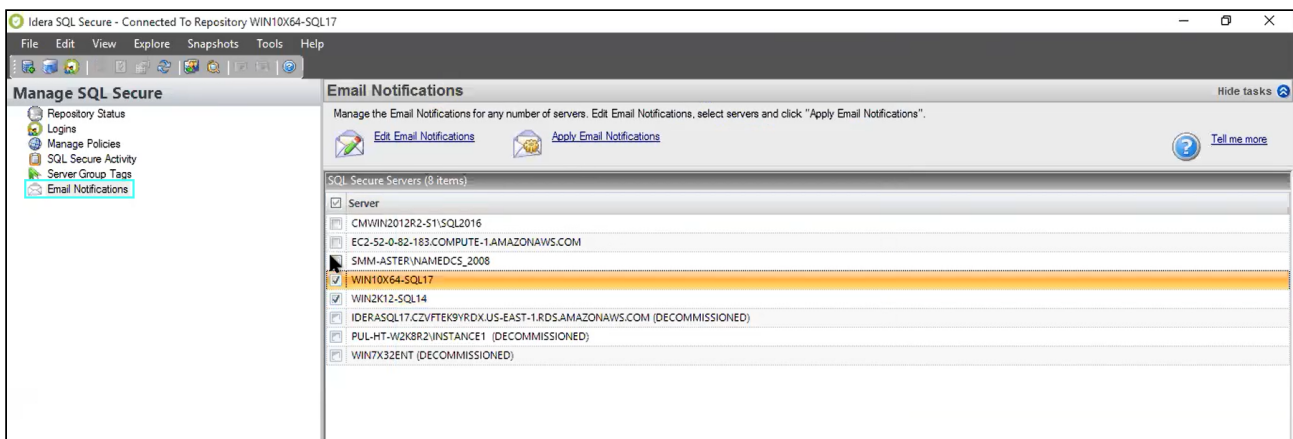 Idera SQL Secure - Connected To Repository WIN10X64-SQL17
File Edit View Explore Snapshots Tools Help
Manage SQL Secure
Repository Status
Logins
Manage Policies
SQL Secure Activity
Server Group Tags
Email Notifications
Email Notifications
Hide tasks
Manage the Email Notifications for any number of servers. Edit Email Notifications, select servers and click "Apply Email Notifications".
Edit Email Notifications
Apply Email Notifications
Tell me more
SQL Secure Servers (8 items)
Server
CMWIN2012R2-S1\SQL2016
EC2-52-0-82-183.COMPUTE-1.AMAZONAWS.COM
SMM-ASTER\NAMEDCS_2008
WIN10X64-SQL17
WIN2K12-SQL14
IDERASQL17.CZVFTEK9YRDX.US-EAST-1.RDS.AMAZONAWS.COM (DECOMMISSIONED)
PUL-HT-W2K8R2\INSTANCE1 (DECOMMISSIONED)
WIN7X32ENT (DECOMMISSIONED)